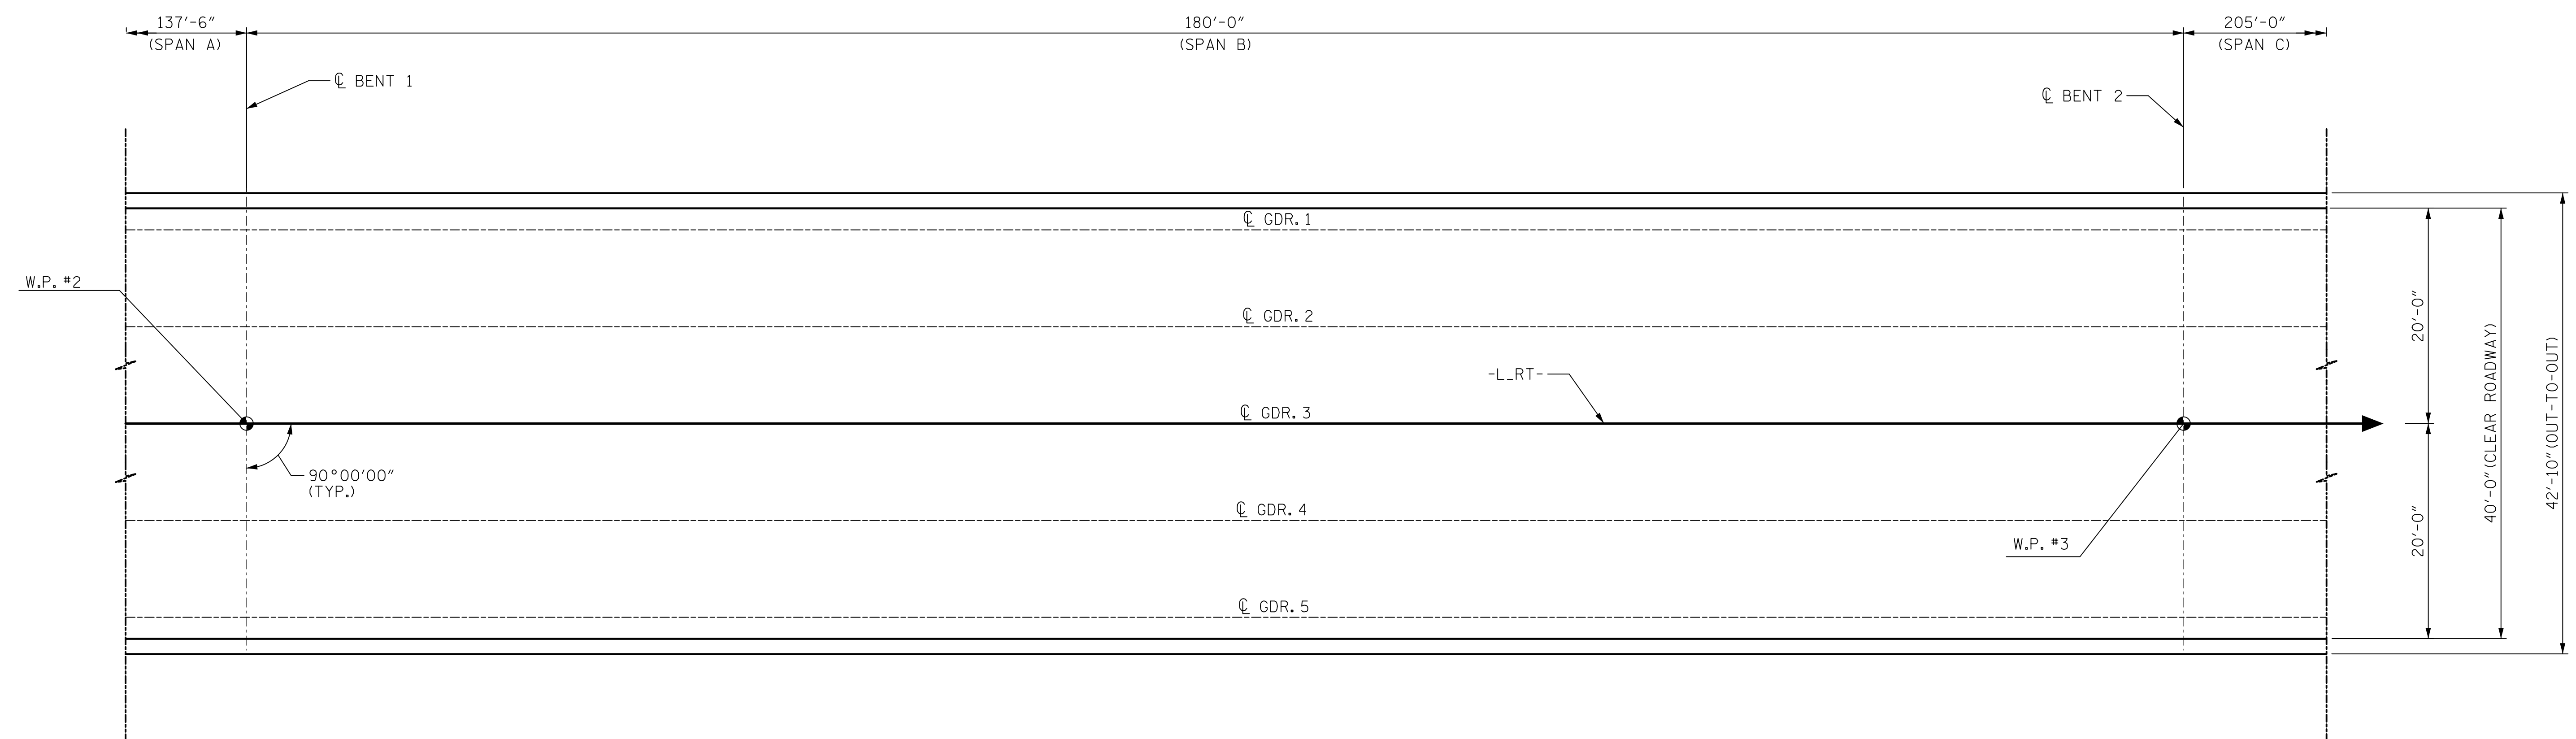 137'-6"
(SPAN A)
180'-0"
(SPAN B)
205'-0"
(SPAN C)
℄ BENT 1
℄ BENT 2
℄ GDR. 1
W.P. #2
℄ GDR. 2
-L_RT-
℄ GDR. 3
90°00'00"
(TYP.)
℄ GDR. 4
W.P. #3
℄ GDR. 5
20'-0"
20'-0"
40'-0" (CLEAR ROADWAY)
42'-10" (OUT-TO-OUT)